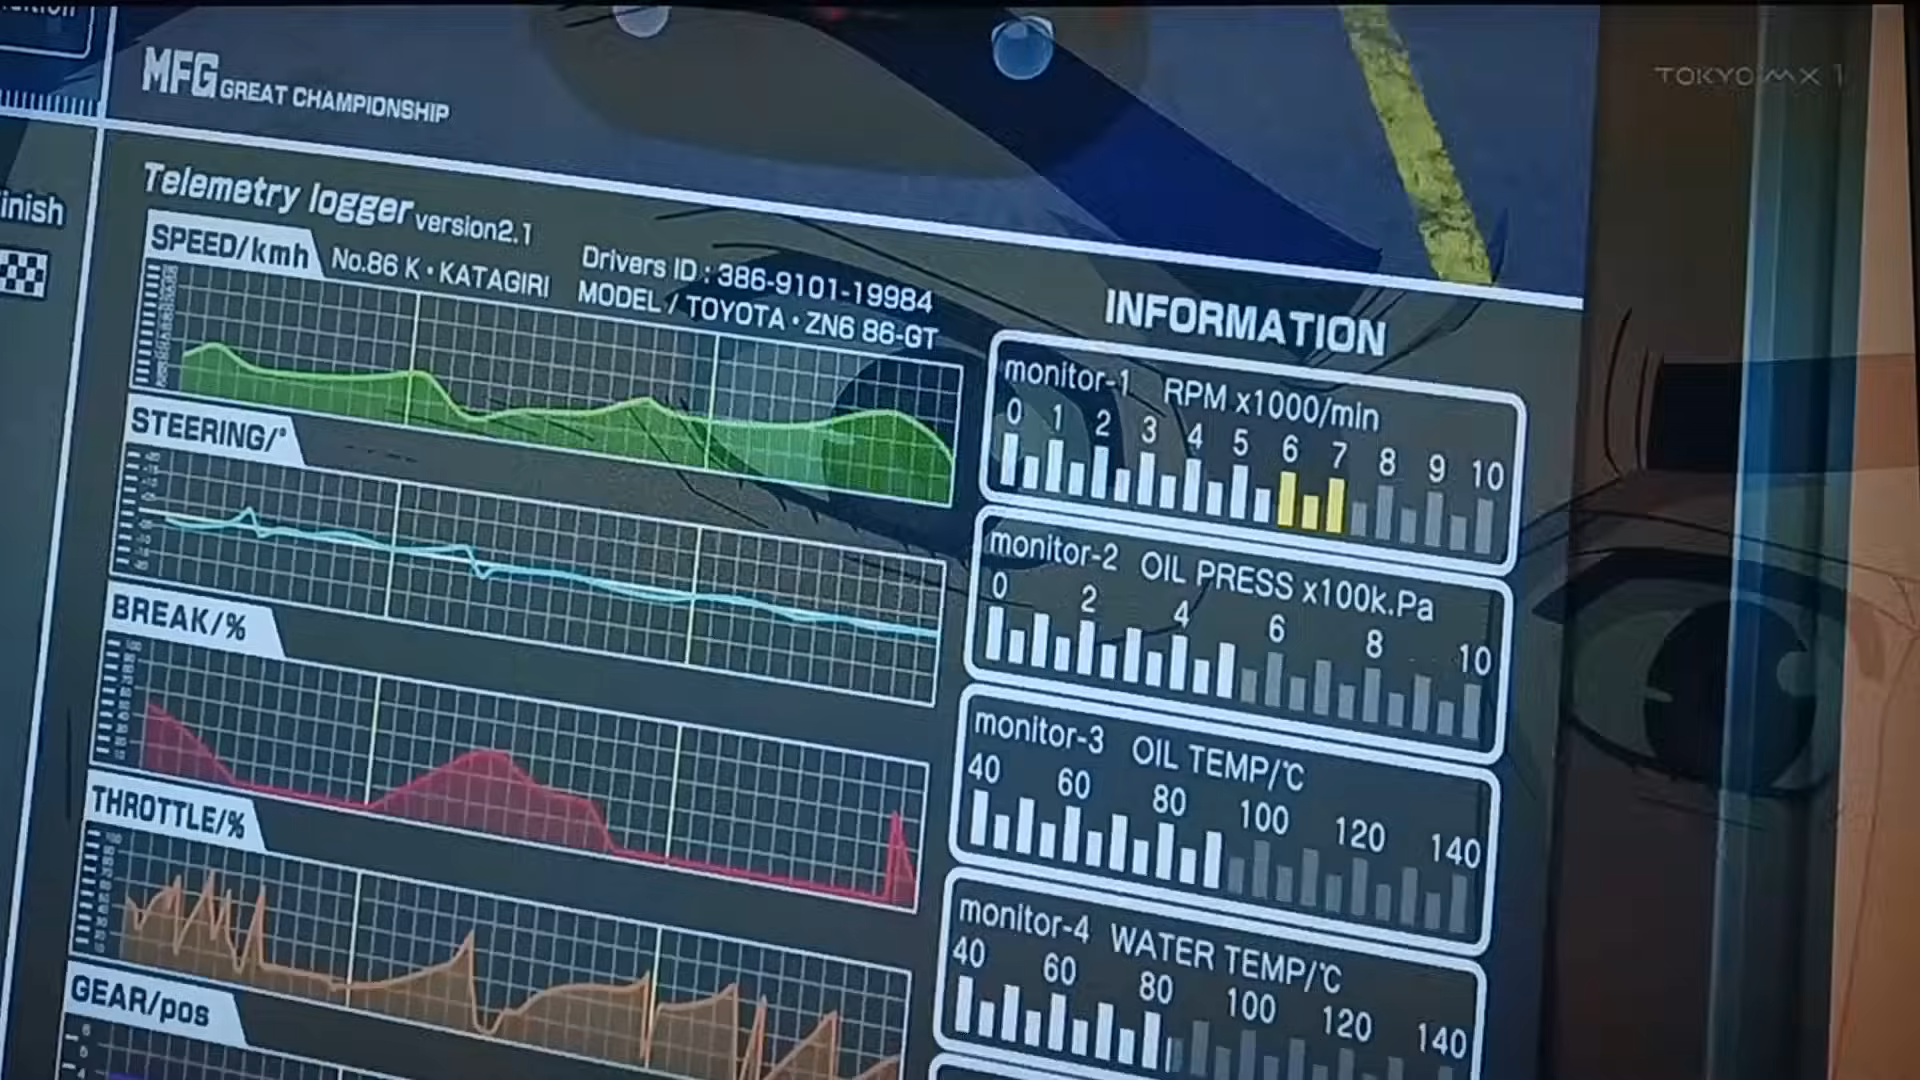 MFG GREAT CHAMPIONSHIP
TOKYO MX 1
Telemetry logger version2.1
inish
SPEED/kmh
No.86 K・KATAGIRI
Drivers ID : 386-9101-19984
MODEL / TOYOTA・ZN6 86-GT
STEERING/°
BREAK/%
THROTTLE/%
GEAR/pos
6
5
4
INFORMATION
monitor-1 RPM x1000/min
0 1 2 3 4 5 6 7 8 9 10
monitor-2 OIL PRESS x100k.Pa
0 2 4 6 8 10
monitor-3 OIL TEMP/℃
40 60 80 100 120 140
monitor-4 WATER TEMP/℃
40 60 80 100 120 140